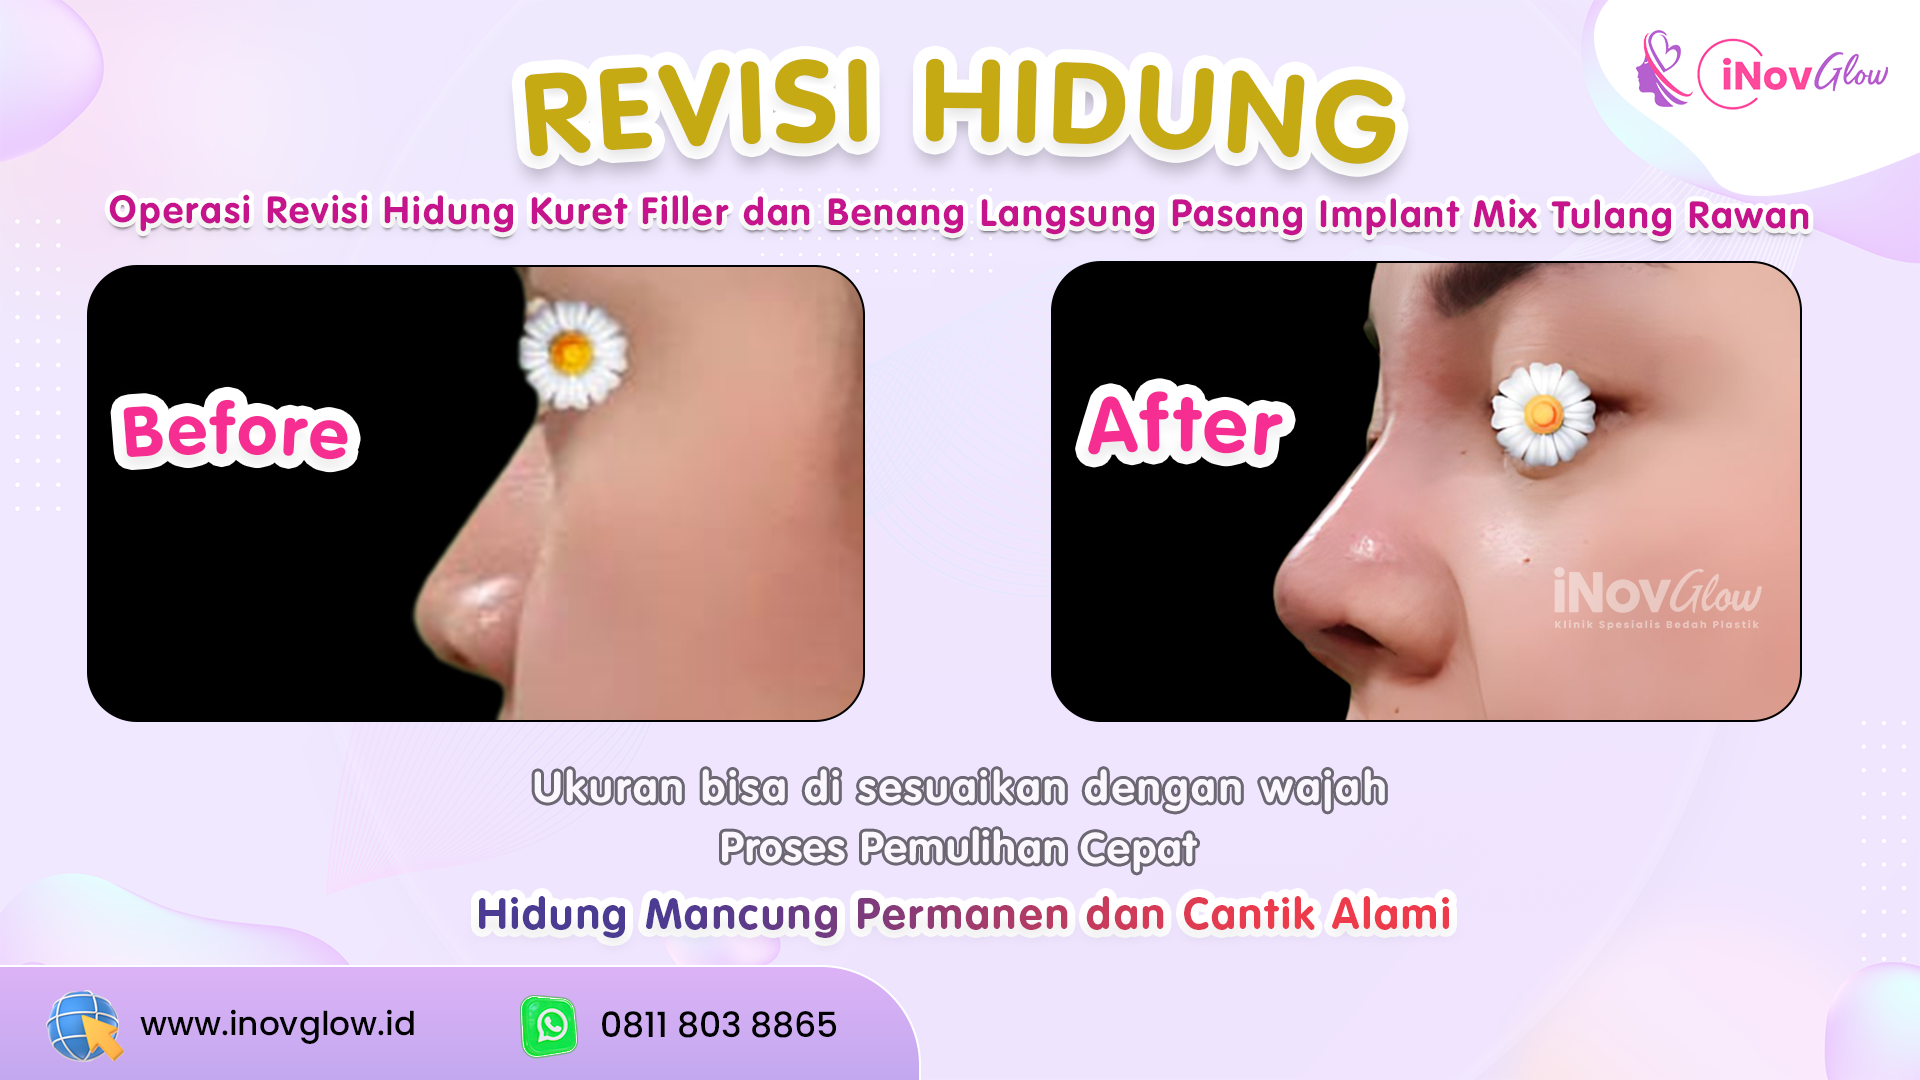 REVISI HIDUNG
iNovGlow
Operasi Revisi Hidung Kuret Filler dan Benang Langsung Pasang Implant Mix Tulang Rawan
Before
After
iNovGlow
Klinik Spesialis Bedah Plastik
Ukuran bisa di sesuaikan dengan wajah
Proses Pemulihan Cepat
Hidung Mancung Permanen dan Cantik Alami
www.inovglow.id
0811 803 8865